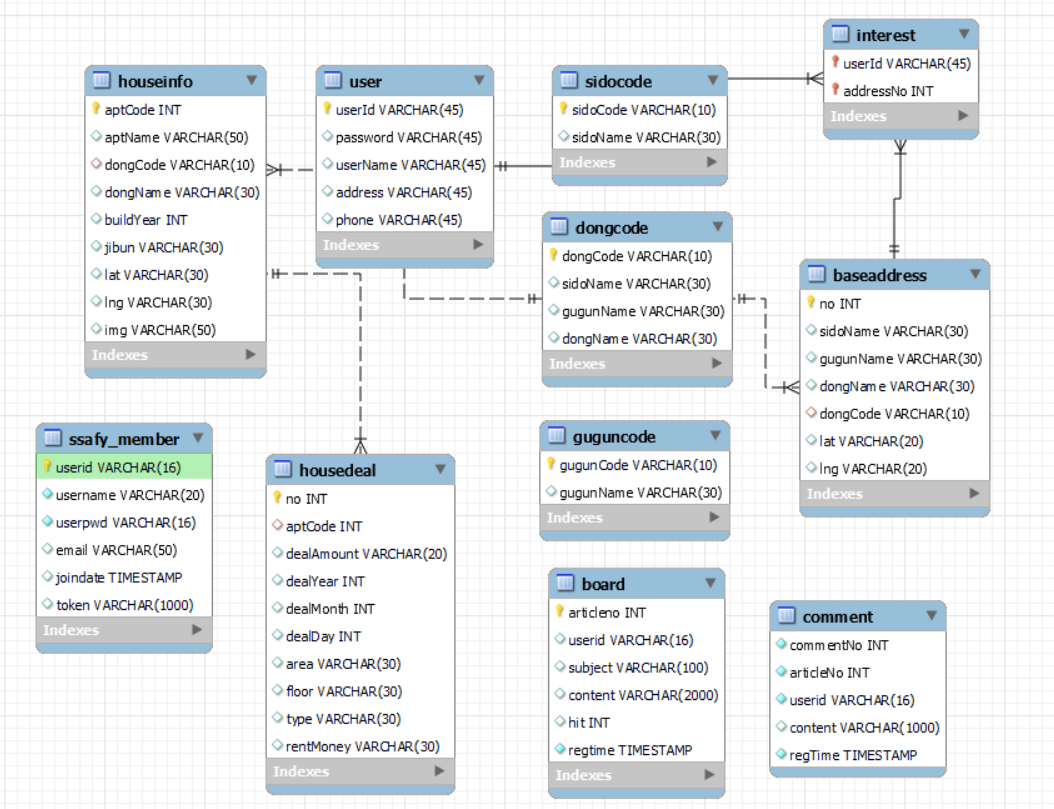 houseinfo
aptCode INT
aptName VARCHAR(50)
dongCode VARCHAR(10)
dongName VARCHAR(30)
buildYear INT
jibun VARCHAR(30)
lat VARCHAR(30)
lng VARCHAR(30)
img VARCHAR(50)
Indexes
user
userId VARCHAR(45)
password VARCHAR(45)
userName VARCHAR(45)
address VARCHAR(45)
phone VARCHAR(45)
Indexes
sidocode
sidoCode VARCHAR(10)
sidoName VARCHAR(30)
Indexes
interest
userId VARCHAR(45)
addressNo INT
Indexes
dongcode
dongCode VARCHAR(10)
sidoName VARCHAR(30)
gugunName VARCHAR(30)
dongName VARCHAR(30)
Indexes
baseaddress
no INT
sidoName VARCHAR(30)
gugunName VARCHAR(30)
dongName VARCHAR(30)
dongCode VARCHAR(10)
lat VARCHAR(20)
lng VARCHAR(20)
Indexes
ssafy_member
userid VARCHAR(16)
username VARCHAR(20)
userpwd VARCHAR(16)
email VARCHAR(50)
joindate TIMESTAMP
token VARCHAR(1000)
Indexes
housedeal
no INT
aptCode INT
dealAmount VARCHAR(20)
dealYear INT
dealMonth INT
dealDay INT
area VARCHAR(30)
floor VARCHAR(30)
type VARCHAR(30)
rentMoney VARCHAR(30)
Indexes
guguncode
gugunCode VARCHAR(10)
gugunName VARCHAR(30)
Indexes
board
articleno INT
userid VARCHAR(16)
subject VARCHAR(100)
content VARCHAR(2000)
hit INT
regtime TIMESTAMP
Indexes
comment
commentNo INT
articleNo INT
userid VARCHAR(16)
content VARCHAR(1000)
regTime TIMESTAMP